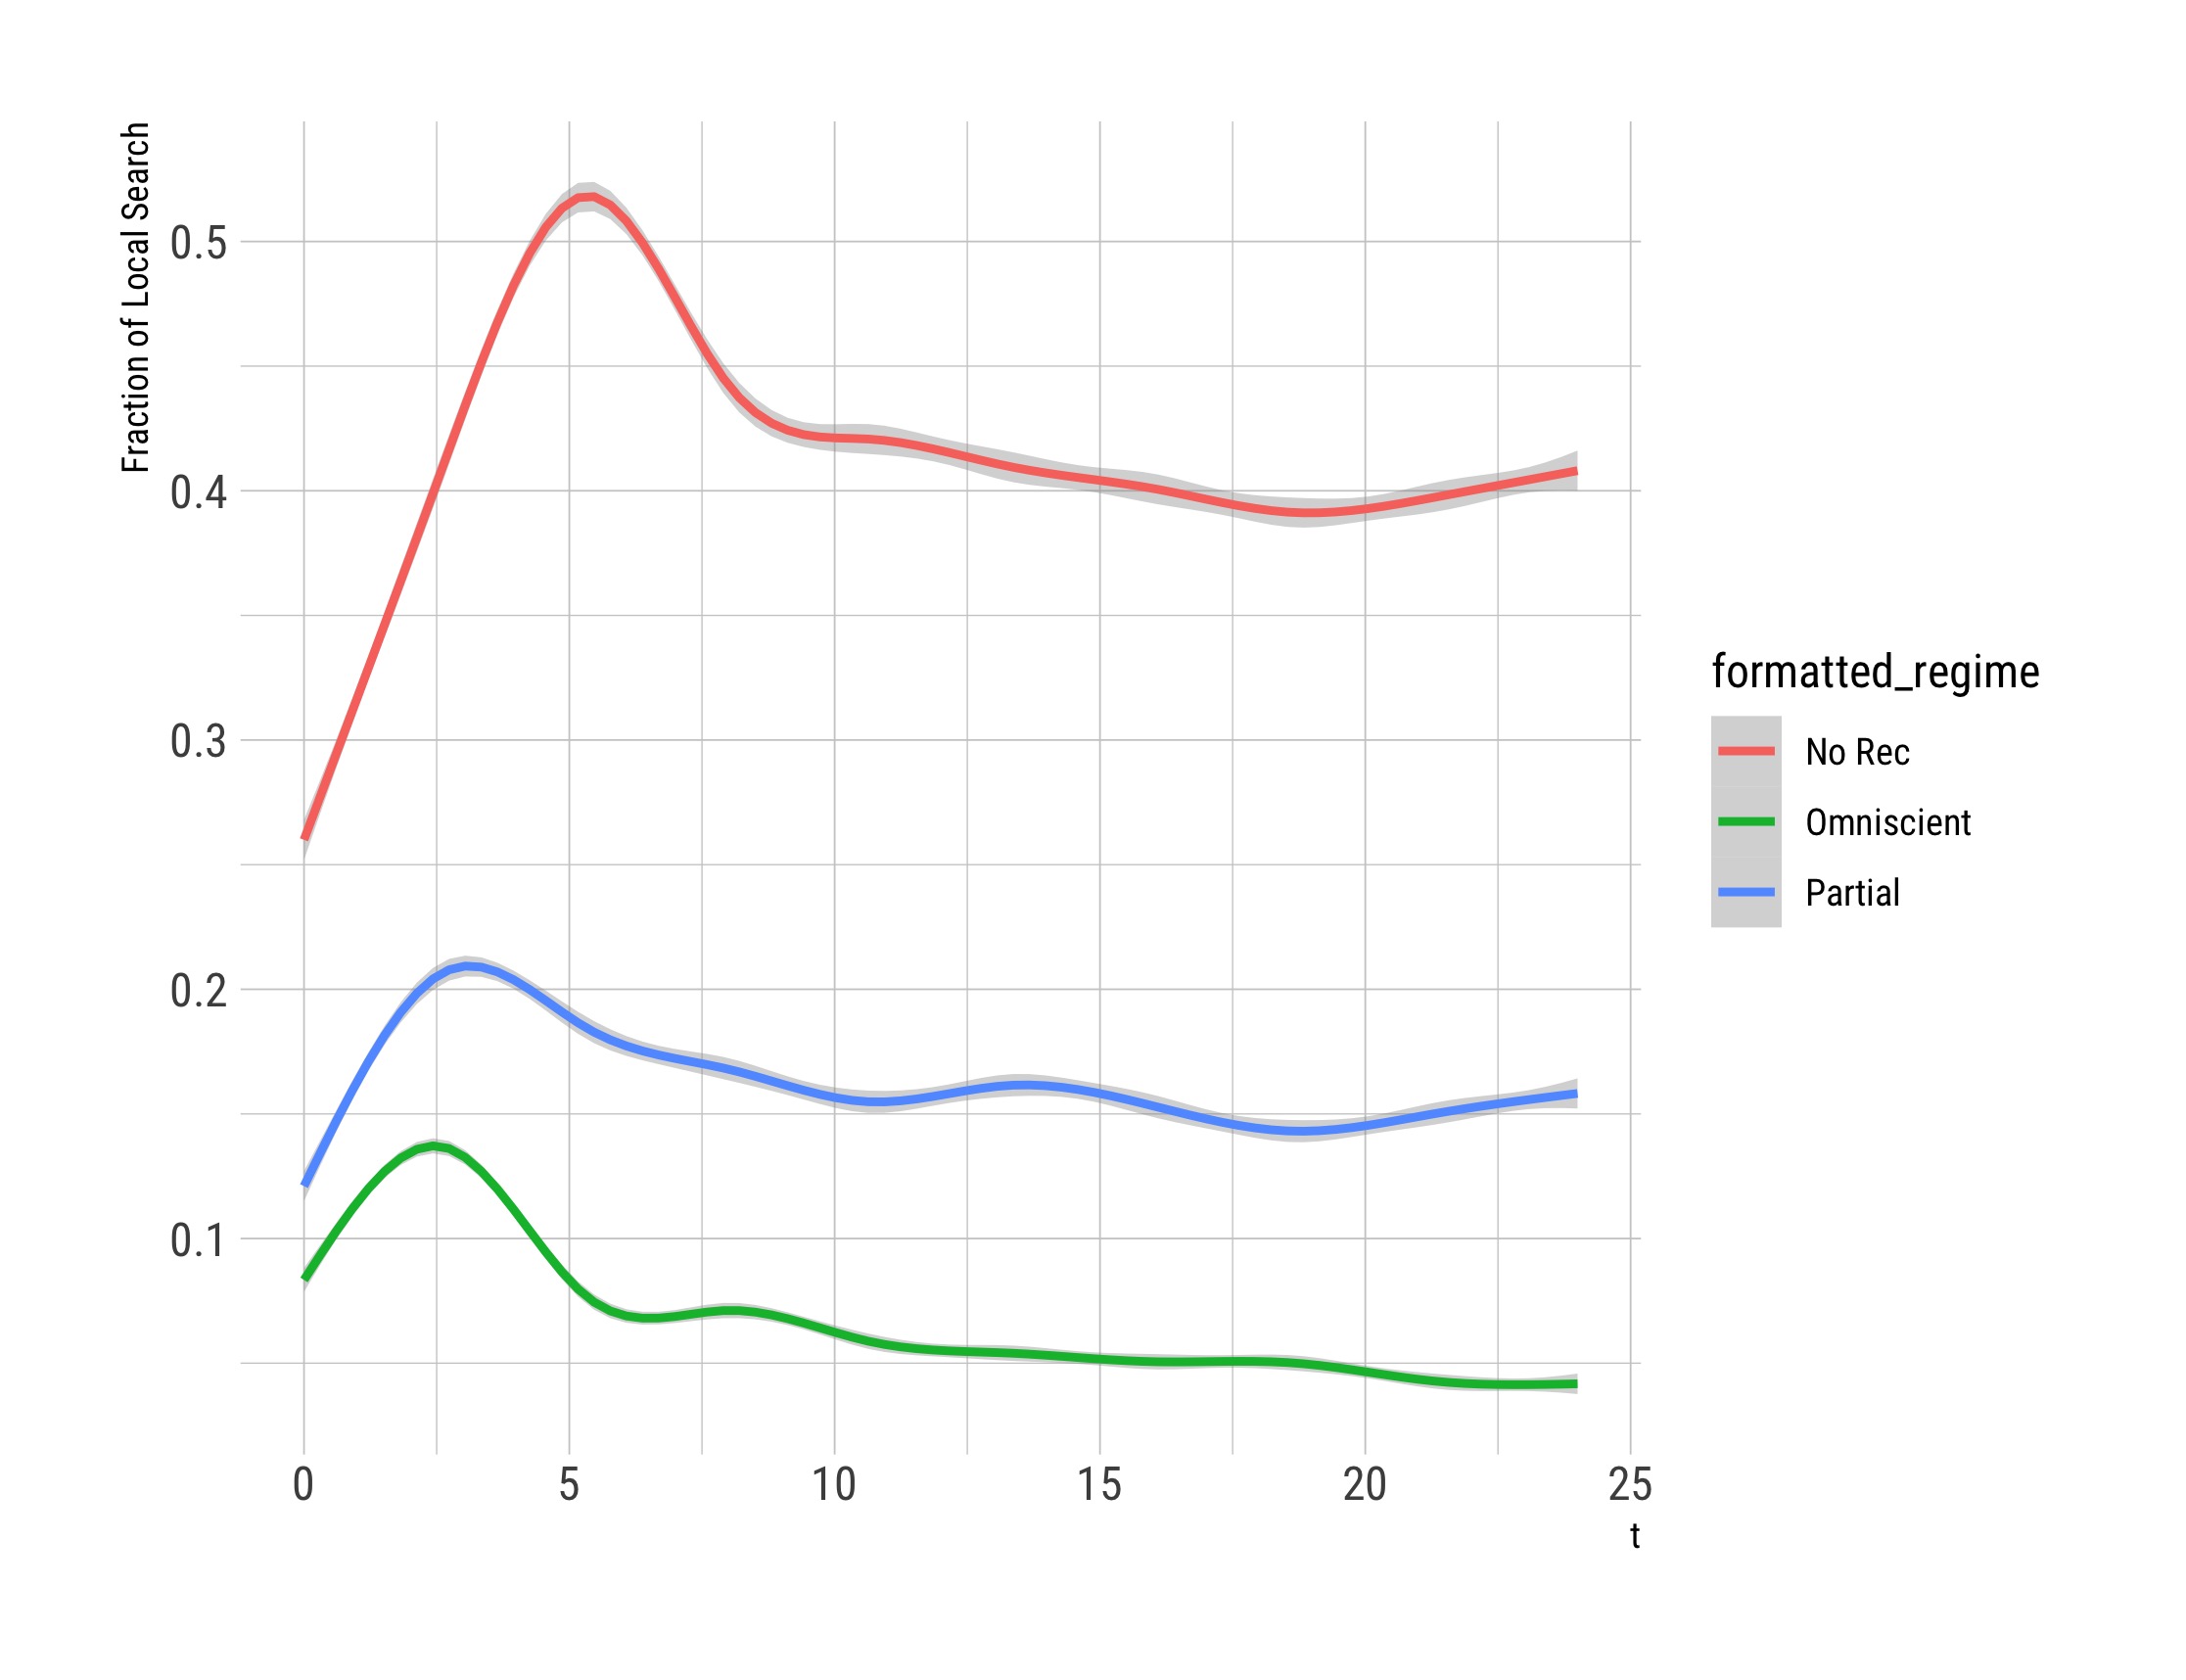 Fraction of Local Search
0.5
0.4
0.3
0.2
0.1
0 5 10 15 20 25
t
formatted_regime
No Rec
Omniscient
Partial